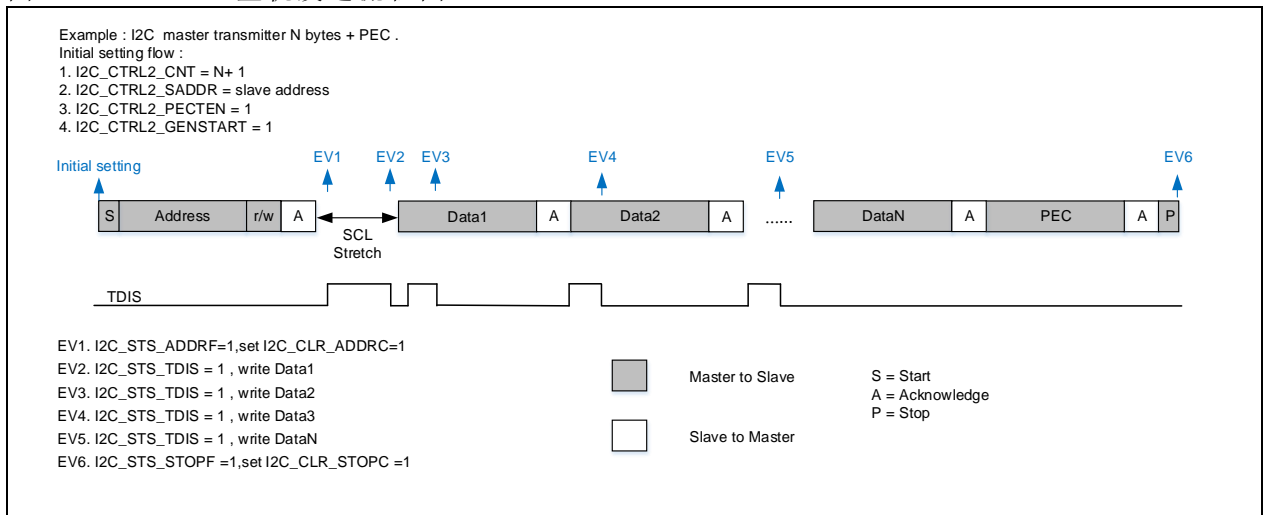 Example : I2C master transmitter N bytes + PEC .
Initial setting flow :
1. I2C_CTRL2_CNT = N+ 1
2. I2C_CTRL2_SADDR = slave address
3. I2C_CTRL2_PECTEN = 1
4. I2C_CTRL2_GENSTART = 1
Initial setting
EV1 EV2 EV3 EV4 EV5 EV6
S Address r/w A Data1 A Data2 A ...... DataN A PEC A P
SCL
Stretch
TDIS
EV1. I2C_STS_ADDRF=1,set I2C_CLR_ADDRC=1
EV2. I2C_STS_TDIS = 1 , write Data1
EV3. I2C_STS_TDIS = 1 , write Data2
EV4. I2C_STS_TDIS = 1 , write Data3
EV5. I2C_STS_TDIS = 1 , write DataN
EV6. I2C_STS_STOPF =1,set I2C_CLR_STOPC =1
Master to Slave
Slave to Master
S = Start
A = Acknowledge
P = Stop